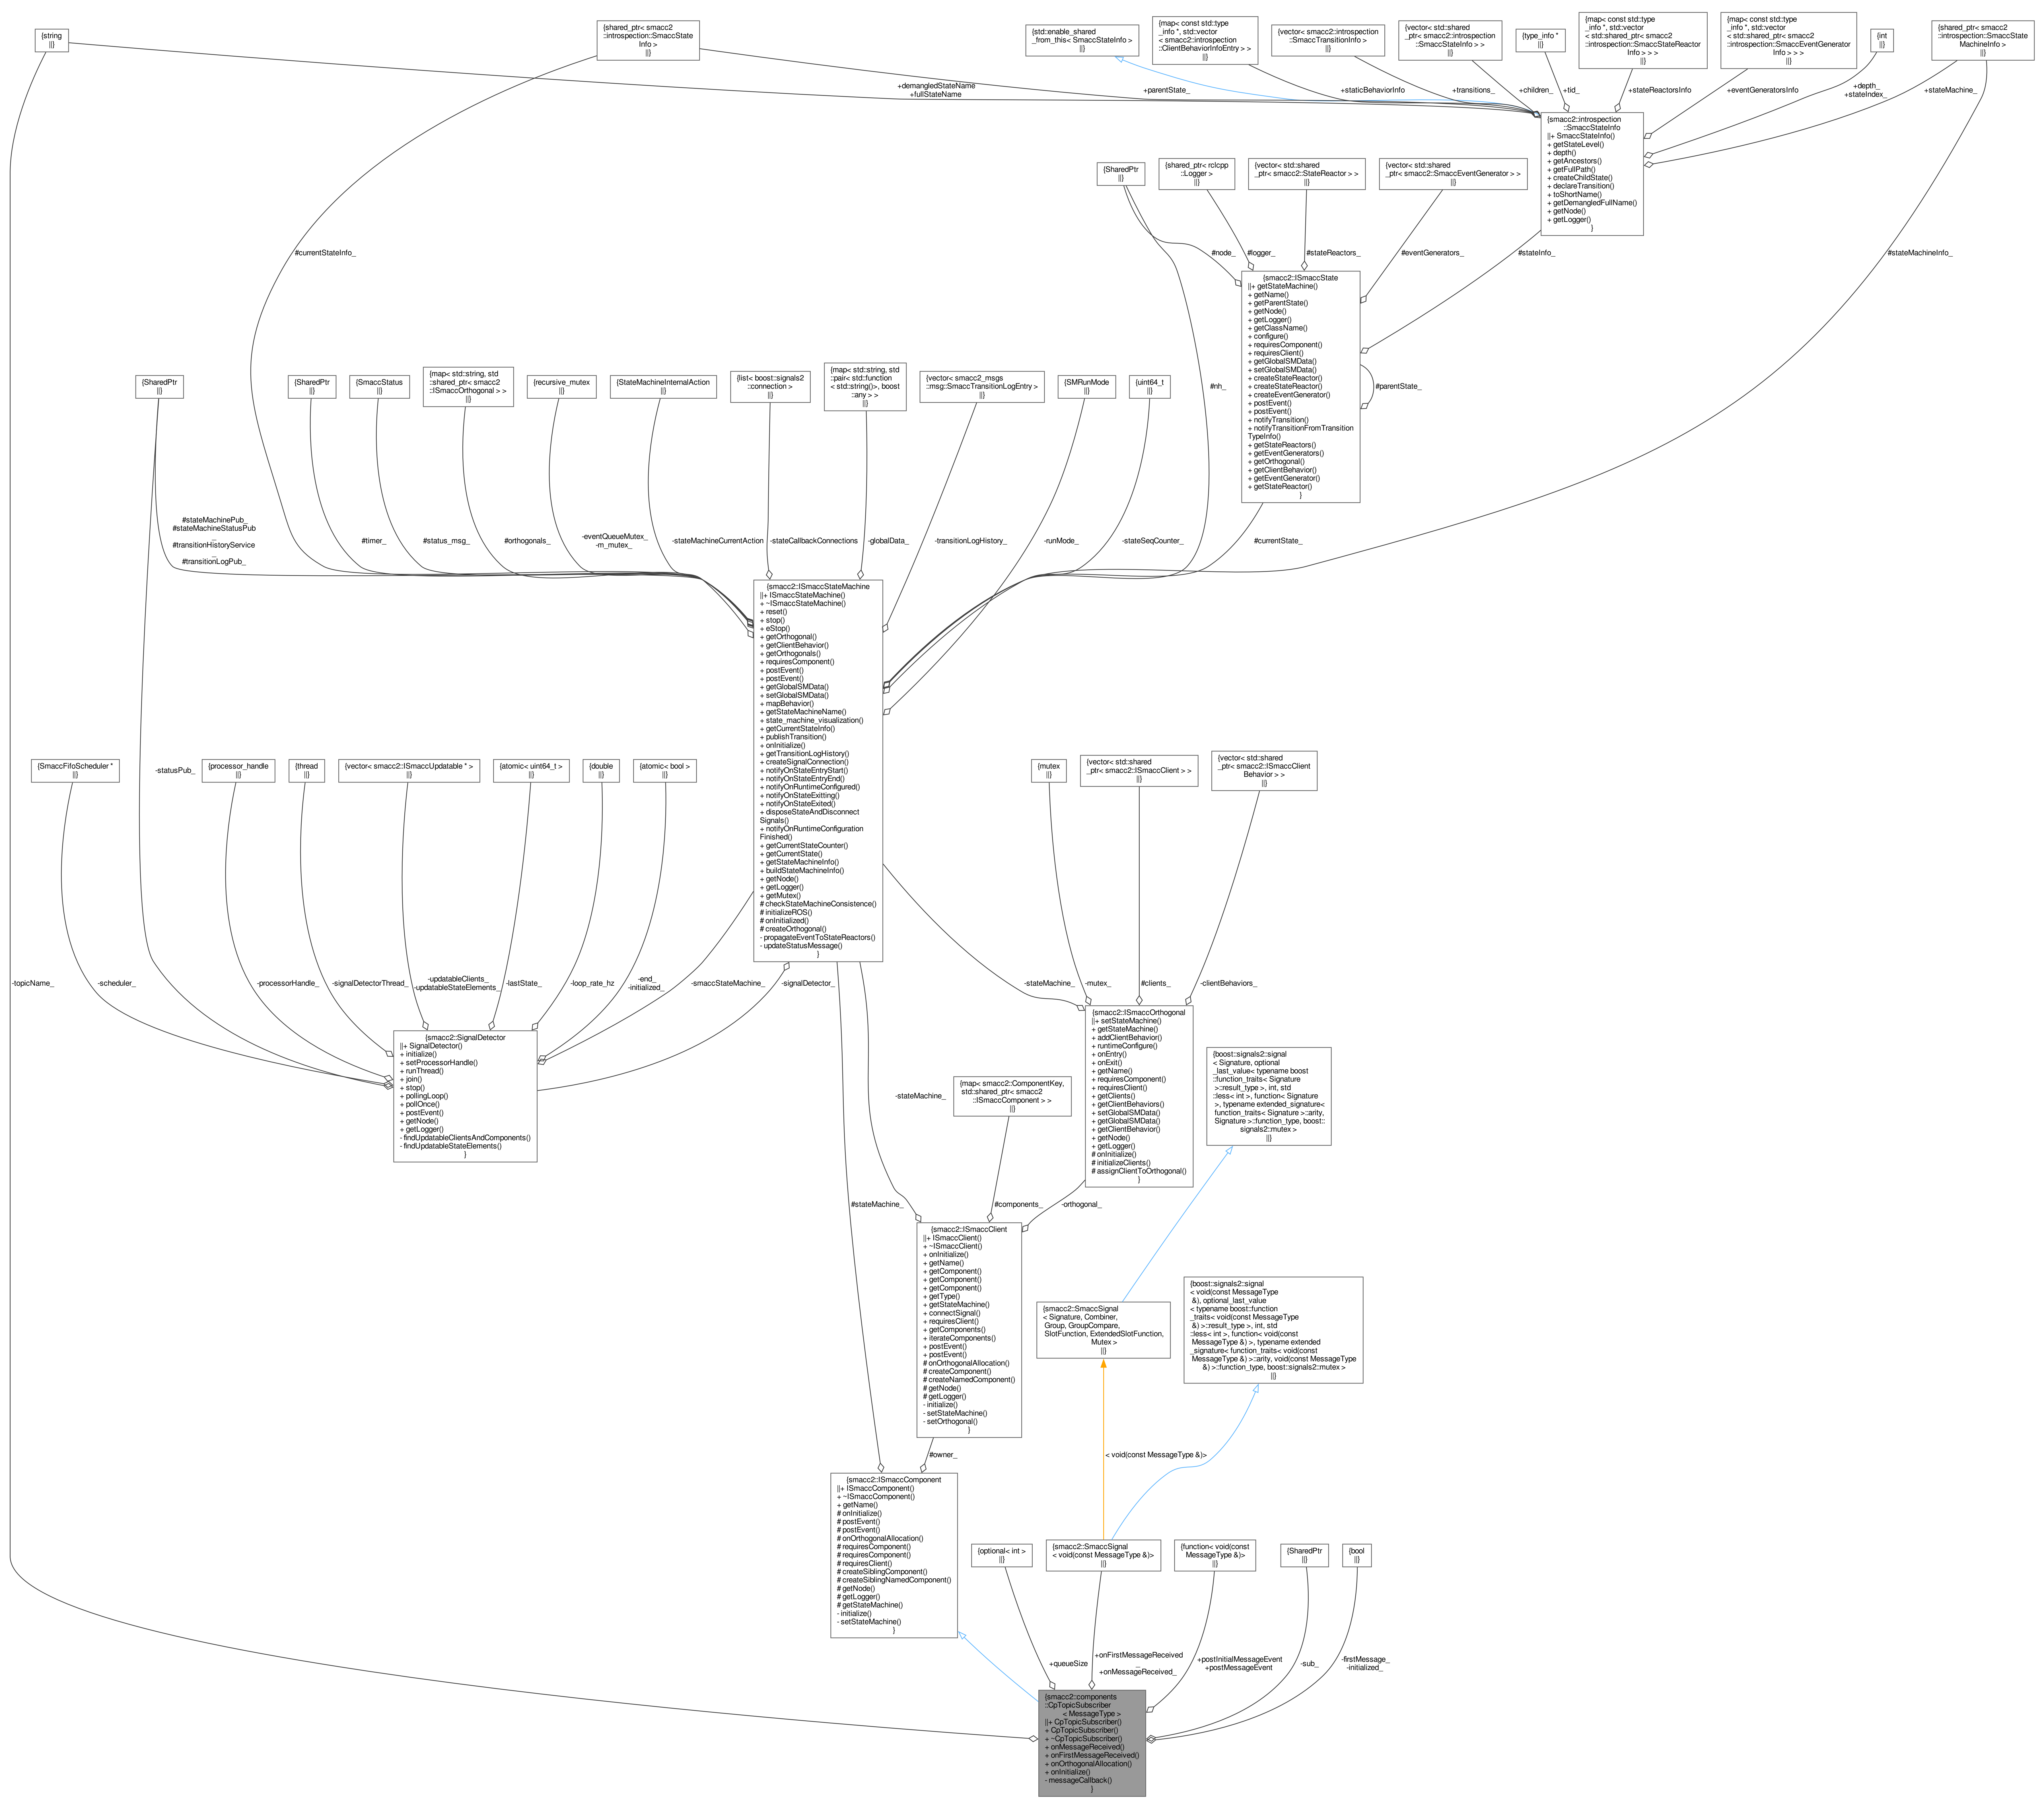 {string
||}
{shared_ptr< smacc2
::introspection::SmaccState
Info >
||}
{std::enable_shared
_from_this< SmaccStateInfo >
||}
{map< const std::type
_info *, std::vector
< smacc2::introspection
::ClientBehaviorInfoEntry > >
||}
{vector< smacc2::introspection
::SmaccTransitionInfo >
||}
{vector< std::shared
_ptr< smacc2::introspection
::SmaccStateInfo > >
||}
{type_info *
||}
{map< const std::type
_info *, std::vector
< std::shared_ptr< smacc2
::introspection::SmaccStateReactor
Info > > >
||}
{map< const std::type
_info *, std::vector
< std::shared_ptr< smacc2
::introspection::SmaccEventGenerator
Info > > >
||}
{int
||}
{shared_ptr< smacc2
::introspection::SmaccState
MachineInfo >
||}
+demangledStateName
+fullStateName
+parentState_
+staticBehaviorInfo
+transitions_
+children_
+tid_
+stateReactorsInfo
+eventGeneratorsInfo
+depth_
+stateIndex_
+stateMachine_
{smacc2::introspection
::SmaccStateInfo
||+ SmaccStateInfo()
+ getStateLevel()
+ depth()
+ getAncestors()
+ getFullPath()
+ createChildState()
+ declareTransition()
+ toShortName()
+ getDemangledFullName()
+ getNode()
+ getLogger()
}
{SharedPtr
||}
{shared_ptr< rclcpp
::Logger >
||}
{vector< std::shared
_ptr< smacc2::StateReactor > >
||}
{vector< std::shared
_ptr< smacc2::SmaccEventGenerator > >
||}
#currentStateInfo_
#node_
#logger_
#stateReactors_
#eventGenerators_
#stateInfo_
#stateMachineInfo_
{smacc2::ISmaccState
||+ getStateMachine()
+ getName()
+ getParentState()
+ getNode()
+ getLogger()
+ getClassName()
+ configure()
+ requiresComponent()
+ requiresClient()
+ getGlobalSMData()
+ setGlobalSMData()
+ createStateReactor()
+ createStateReactor()
+ createEventGenerator()
+ postEvent()
+ postEvent()
+ notifyTransition()
+ notifyTransitionFromTransition
TypeInfo()
+ getStateReactors()
+ getEventGenerators()
+ getOrthogonal()
+ getClientBehavior()
+ getEventGenerator()
+ getStateReactor()
}
#parentState_
#nh_
{SharedPtr
||}
{SharedPtr
||}
{SmaccStatus
||}
{map< std::string, std
::shared_ptr< smacc2
::ISmaccOrthogonal > >
||}
{recursive_mutex
||}
{StateMachineInternalAction
||}
{list< boost::signals2
::connection >
||}
{map< std::string, std
::pair< std::function
< std::string()>, boost
::any > >
||}
{vector< smacc2_msgs
::msg::SmaccTransitionLogEntry >
||}
{SMRunMode
||}
{uint64_t
||}
#stateMachinePub_
#stateMachineStatusPub
_
#transitionHistoryService
_
#transitionLogPub_
#timer_
#status_msg_
#orthogonals_
-eventQueueMutex_
-m_mutex_
-stateMachineCurrentAction
-stateCallbackConnections
-globalData_
-transitionLogHistory_
-runMode_
-stateSeqCounter_
#currentState_
{smacc2::ISmaccStateMachine
||+ ISmaccStateMachine()
+ ~ISmaccStateMachine()
+ reset()
+ stop()
+ eStop()
+ getOrthogonal()
+ getClientBehavior()
+ getOrthogonals()
+ requiresComponent()
+ postEvent()
+ postEvent()
+ getGlobalSMData()
+ setGlobalSMData()
+ mapBehavior()
+ getStateMachineName()
+ state_machine_visualization()
+ getCurrentStateInfo()
+ publishTransition()
+ onInitialize()
+ getTransitionLogHistory()
+ createSignalConnection()
+ notifyOnStateEntryStart()
+ notifyOnStateEntryEnd()
+ notifyOnRuntimeConfigured()
+ notifyOnStateExitting()
+ notifyOnStateExited()
+ disposeStateAndDisconnect
Signals()
+ notifyOnRuntimeConfiguration
Finished()
+ getCurrentStateCounter()
+ getCurrentState()
+ getStateMachineInfo()
+ buildStateMachineInfo()
+ getNode()
+ getLogger()
+ getMutex()
# checkStateMachineConsistence()
# initializeROS()
# onInitialized()
# createOrthogonal()
- propagateEventToStateReactors()
- updateStatusMessage()
}
{SmaccFifoScheduler *
||}
-statusPub_
{processor_handle
||}
{thread
||}
{vector< smacc2::ISmaccUpdatable * >
||}
{atomic< uint64_t >
||}
{double
||}
{atomic< bool >
||}
{mutex
||}
{vector< std::shared
_ptr< smacc2::ISmaccClient > >
||}
{vector< std::shared
_ptr< smacc2::ISmaccClient
Behavior > >
||}
-topicName_
-scheduler_
-processorHandle_
-signalDetectorThread_
-updatableClients_
-updatableStateElements_
-lastState_
-loop_rate_hz
-end_
-initialized_
-smaccStateMachine_
-signalDetector_
-stateMachine_
-mutex_
#clients_
-clientBehaviors_
{smacc2::SignalDetector
||+ SignalDetector()
+ initialize()
+ setProcessorHandle()
+ runThread()
+ join()
+ stop()
+ pollingLoop()
+ pollOnce()
+ postEvent()
+ getNode()
+ getLogger()
- findUpdatableClientsAndComponents()
- findUpdatableStateElements()
}
{smacc2::ISmaccOrthogonal
||+ setStateMachine()
+ getStateMachine()
+ addClientBehavior()
+ runtimeConfigure()
+ onEntry()
+ onExit()
+ getName()
+ requiresComponent()
+ requiresClient()
+ getClients()
+ getClientBehaviors()
+ setGlobalSMData()
+ getGlobalSMData()
+ getClientBehavior()
+ getNode()
+ getLogger()
# onInitialize()
# initializeClients()
# assignClientToOrthogonal()
}
{boost::signals2::signal
< Signature, optional
_last_value< typename boost
::function_traits< Signature
>::result_type >, int, std
::less< int >, function< Signature
>, typename extended_signature<
function_traits< Signature >::arity,
Signature >::function_type, boost::
signals2::mutex >
||}
-stateMachine_
{map< smacc2::ComponentKey,
std::shared_ptr< smacc2
::ISmaccComponent > >
||}
#stateMachine_
#components_
-orthogonal_
{smacc2::ISmaccClient
||+ ISmaccClient()
+ ~ISmaccClient()
+ onInitialize()
+ getName()
+ getComponent()
+ getComponent()
+ getComponent()
+ getType()
+ getStateMachine()
+ connectSignal()
+ requiresClient()
+ getComponents()
+ iterateComponents()
+ postEvent()
+ postEvent()
# onOrthogonalAllocation()
# createComponent()
# createNamedComponent()
# getNode()
# getLogger()
- initialize()
- setStateMachine()
- setOrthogonal()
}
{smacc2::SmaccSignal
< Signature, Combiner,
Group, GroupCompare,
SlotFunction, ExtendedSlotFunction,
Mutex >
||}
{boost::signals2::signal
< void(const MessageType
&), optional_last_value
< typename boost::function
_traits< void(const MessageType
&) >::result_type >, int, std
::less< int >, function< void(const
MessageType &) >, typename extended
_signature< function_traits< void(const
MessageType &) >::arity, void(const MessageType
&) >::function_type, boost::signals2::mutex >
||}
#owner_
< void(const MessageType &)>
{smacc2::ISmaccComponent
||+ ISmaccComponent()
+ ~ISmaccComponent()
+ getName()
# onInitialize()
# postEvent()
# postEvent()
# onOrthogonalAllocation()
# requiresComponent()
# requiresComponent()
# requiresClient()
# createSiblingComponent()
# createSiblingNamedComponent()
# getNode()
# getLogger()
# getStateMachine()
- initialize()
- setStateMachine()
}
{optional< int >
||}
{smacc2::SmaccSignal
< void(const MessageType &)>
||}
{function< void(const
MessageType &)>
||}
{SharedPtr
||}
{bool
||}
+queueSize
+onFirstMessageReceived
_
+onMessageReceived_
+postInitialMessageEvent
+postMessageEvent
-sub_
-firstMessage_
-initialized_
{smacc2::components
::CpTopicSubscriber
< MessageType >
||+ CpTopicSubscriber()
+ CpTopicSubscriber()
+ ~CpTopicSubscriber()
+ onMessageReceived()
+ onFirstMessageReceived()
+ onOrthogonalAllocation()
+ onInitialize()
- messageCallback()
}